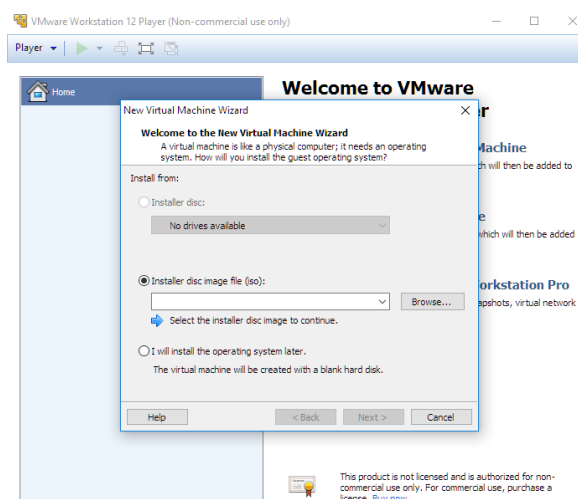 VMware Workstation 12 Player (Non-commercial use only)
Player
Home
Welcome to VMware
r
New Virtual Machine Wizard
Welcome to the New Virtual Machine Wizard
A virtual machine is like a physical computer; it needs an operating
system. How will you install the guest operating system?
Install from:
Installer disc:
No drives available
Installer disc image file (iso):
Browse...
Select the installer disc image to continue.
I will install the operating system later.
The virtual machine will be created with a blank hard disk.
Help
< Back
Next >
Cancel
Machine
ch will then be added to
e
which will then be added
orkstation Pro
apshots, virtual network
This product is not licensed and is authorized for non-
commercial use only. For commercial use, purchase a
license. Buy now